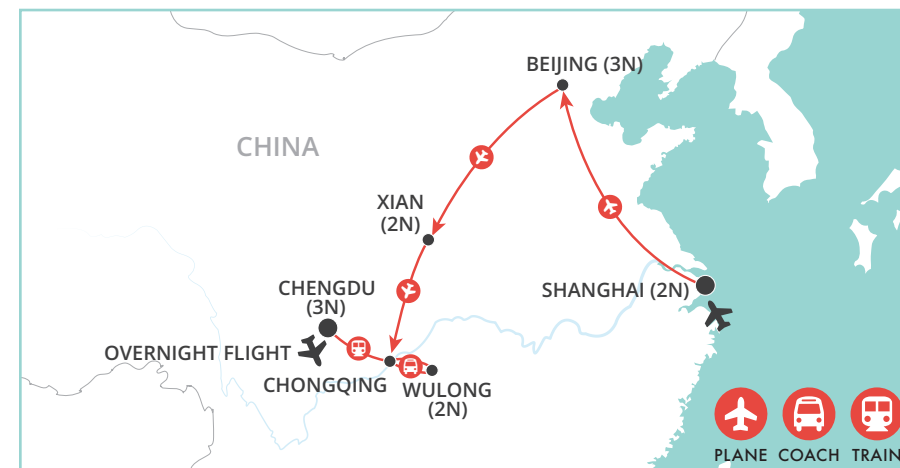 BEIJING (3N)
CHINA
XIAN
(2N)
CHENGDU
(3N)
SHANGHAI (2N)
OVERNIGHT FLIGHT
CHONGQING
WULONG
(2N)
PLANE COACH TRAIN